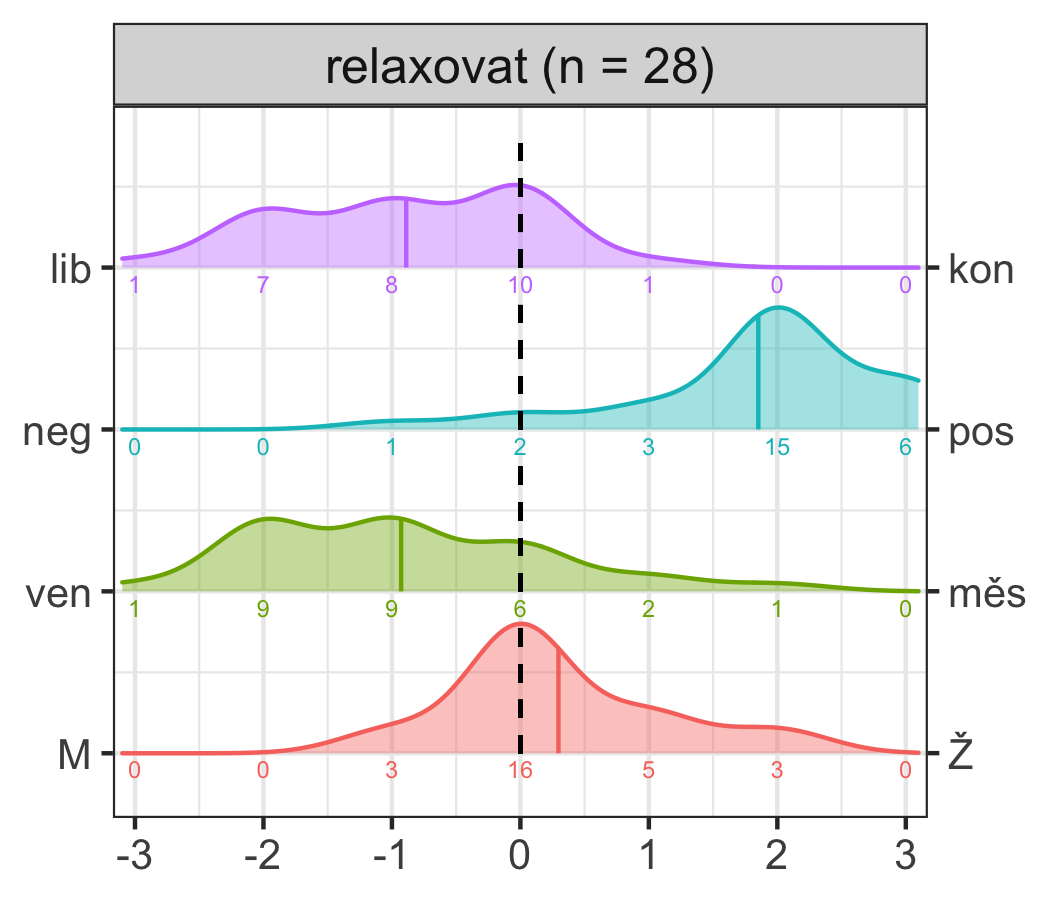 relaxovat (n = 28)
lib kon
1 7 8 10 1 0 0
neg pos
0 0 1 2 3 15 6
ven měs
1 9 9 6 2 1 0
M Ž
0 0 3 16 5 3 0
-3 -2 -1 0 1 2 3